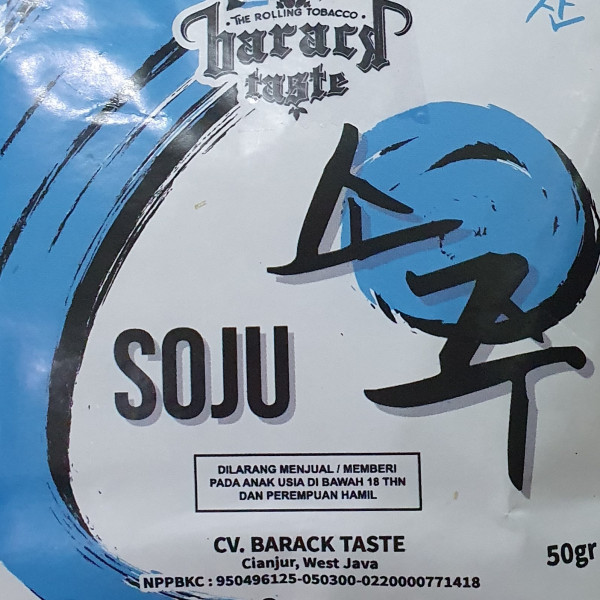 THE ROLLING TOBACCO
barack
taste
산
소주
SOJU
DILARANG MENJUAL / MEMBERI
PADA ANAK USIA DI BAWAH 18 THN
DAN PEREMPUAN HAMIL
CV. BARACK TASTE
Cianjur, West Java
50gr
NPPBKC : 950496125-050300-0220000771418